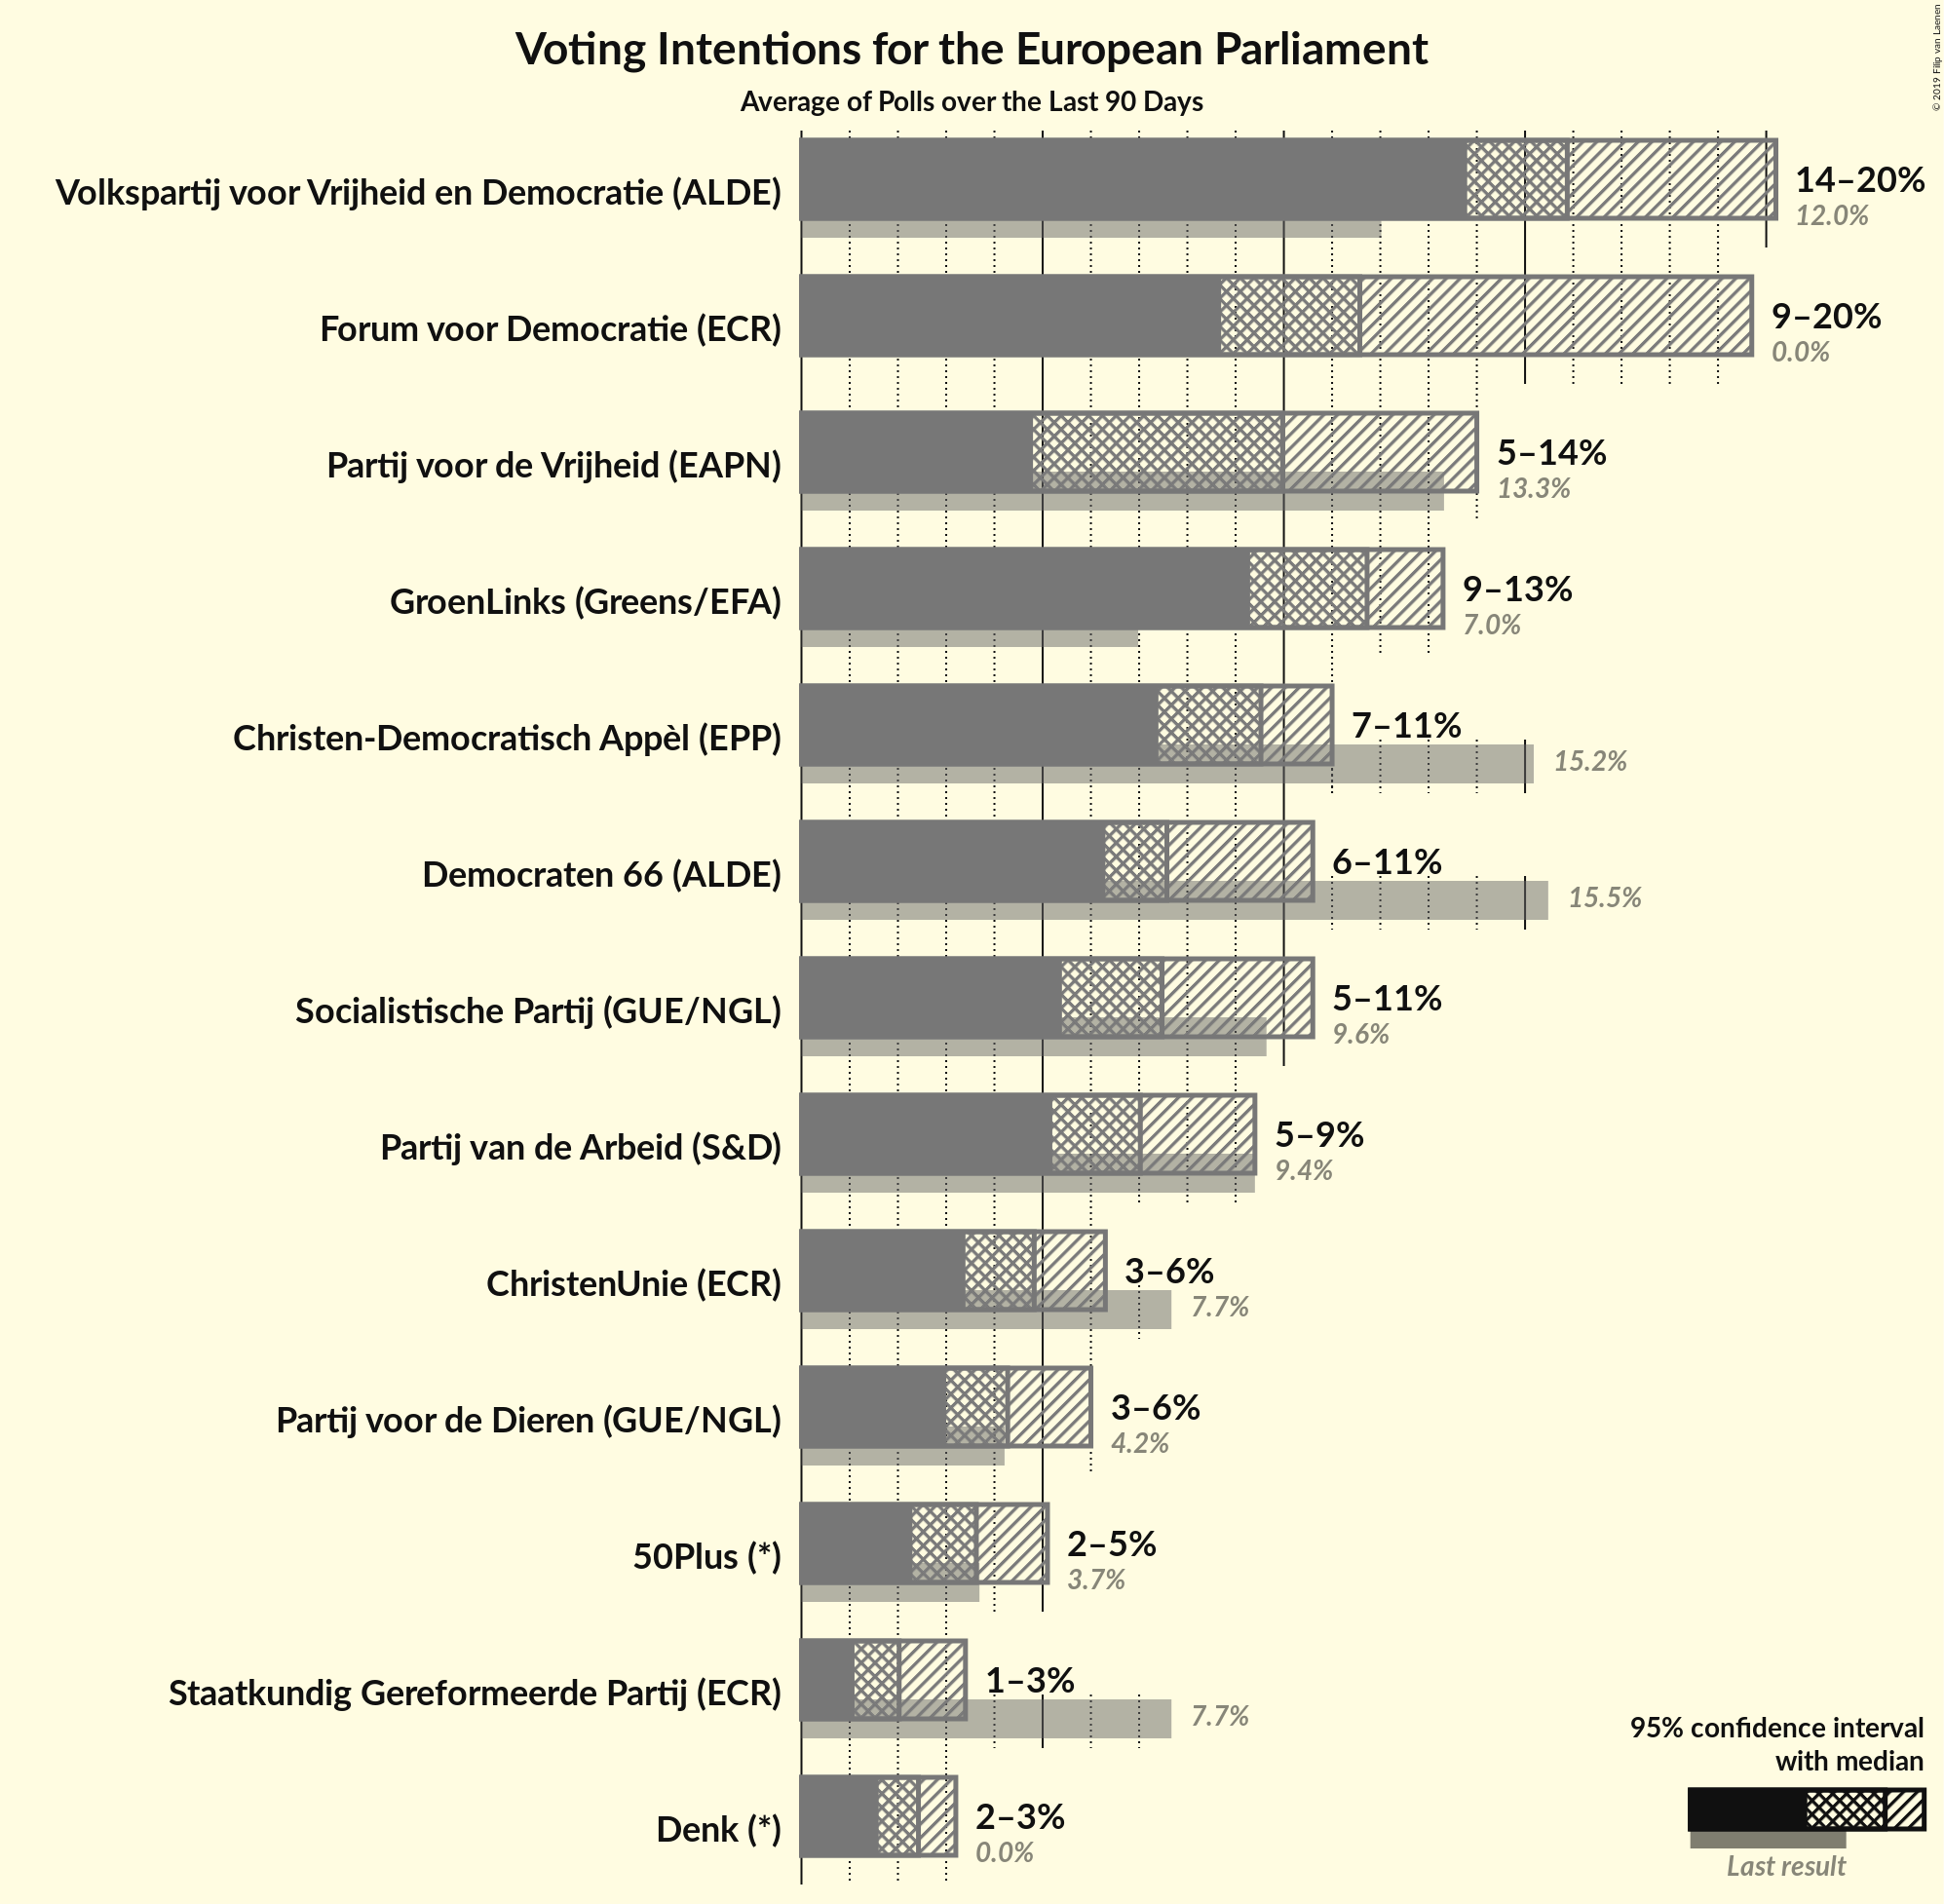 Voting Intentions for the European Parliament
Average of Polls over the Last 90 Days
© 2019 Filip van Laenen
Volkspartij voor Vrijheid en Democratie (ALDE)
14–20%
12.0%
Forum voor Democratie (ECR)
9–20%
0.0%
Partij voor de Vrijheid (EAPN)
5–14%
13.3%
GroenLinks (Greens/EFA)
9–13%
7.0%
Christen-Democratisch Appèl (EPP)
7–11%
15.2%
Democraten 66 (ALDE)
6–11%
15.5%
Socialistische Partij (GUE/NGL)
5–11%
9.6%
Partij van de Arbeid (S&D)
5–9%
9.4%
ChristenUnie (ECR)
3–6%
7.7%
Partij voor de Dieren (GUE/NGL)
3–6%
4.2%
50Plus (*)
2–5%
3.7%
Staatkundig Gereformeerde Partij (ECR)
1–3%
7.7%
Denk (*)
2–3%
0.0%
95% confidence interval
with median
Last result